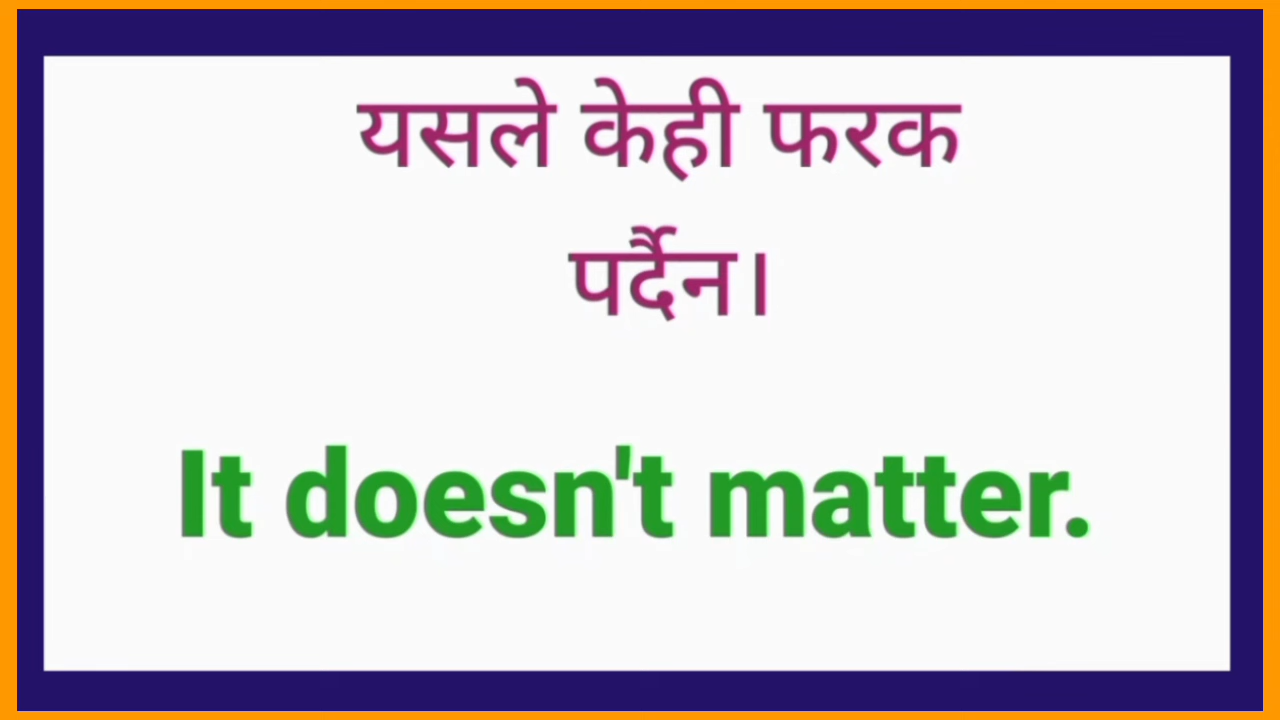 यसले केही फरक
पर्दैन।
It doesn't matter.